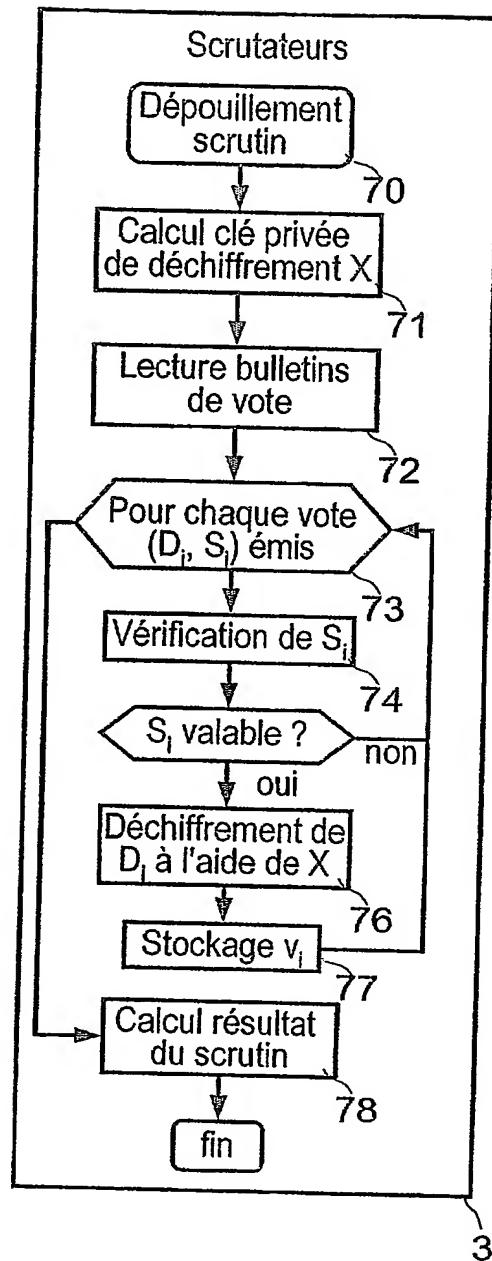 Scrutateurs
Dépouillement
scrutin
70
Calcul clé privée
de déchiffrement X
71
Lecture bulletins
de vote
72
Pour chaque vote
(Di, Si) émis
73
Vérification de Si
74
Si valable ?
non
oui
Déchiffrement de
Di à l'aide de X
76
Stockage vi
77
Calcul résultat
du scrutin
78
fin
3